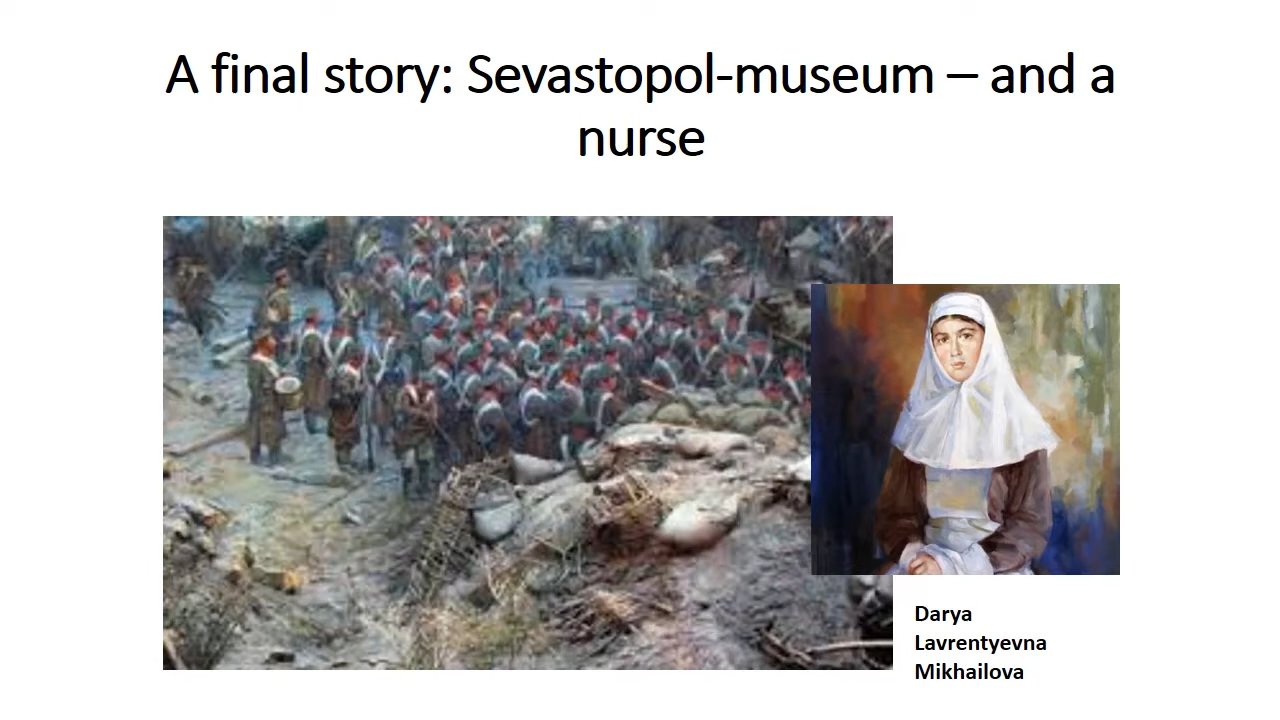 A final story: Sevastopol-museum – and a
nurse
Darya
Lavrentyevna
Mikhailova